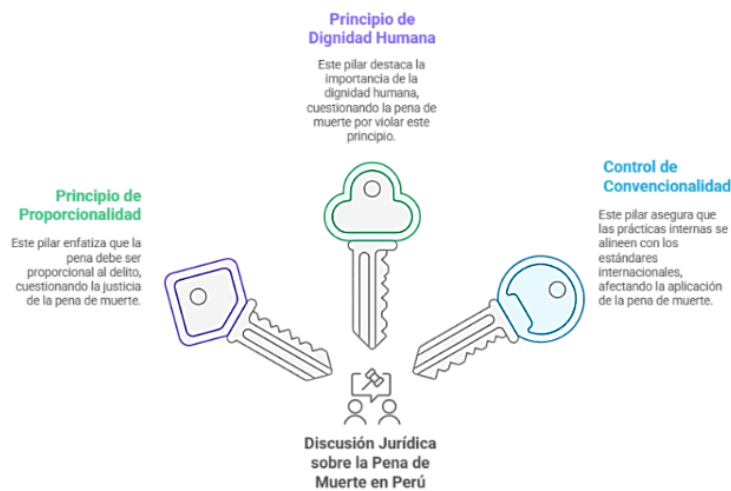 Principio de
Dignidad Humana
Este pilar destaca la
importancia de la
dignidad humana,
cuestionando la pena de
muerte por violar este
principio.
Principio de
Proporcionalidad
Este pilar enfatiza que la
pena debe ser
proporcional al delito,
cuestionando la justicia
de la pena de muerte.
Control de
Convencionalidad
Este pilar asegura que
las prácticas internas se
alineen con los
estándares
internacionales,
afectando la aplicación
de la pena de muerte.
Discusión Jurídica
sobre la Pena de
Muerte en Perú